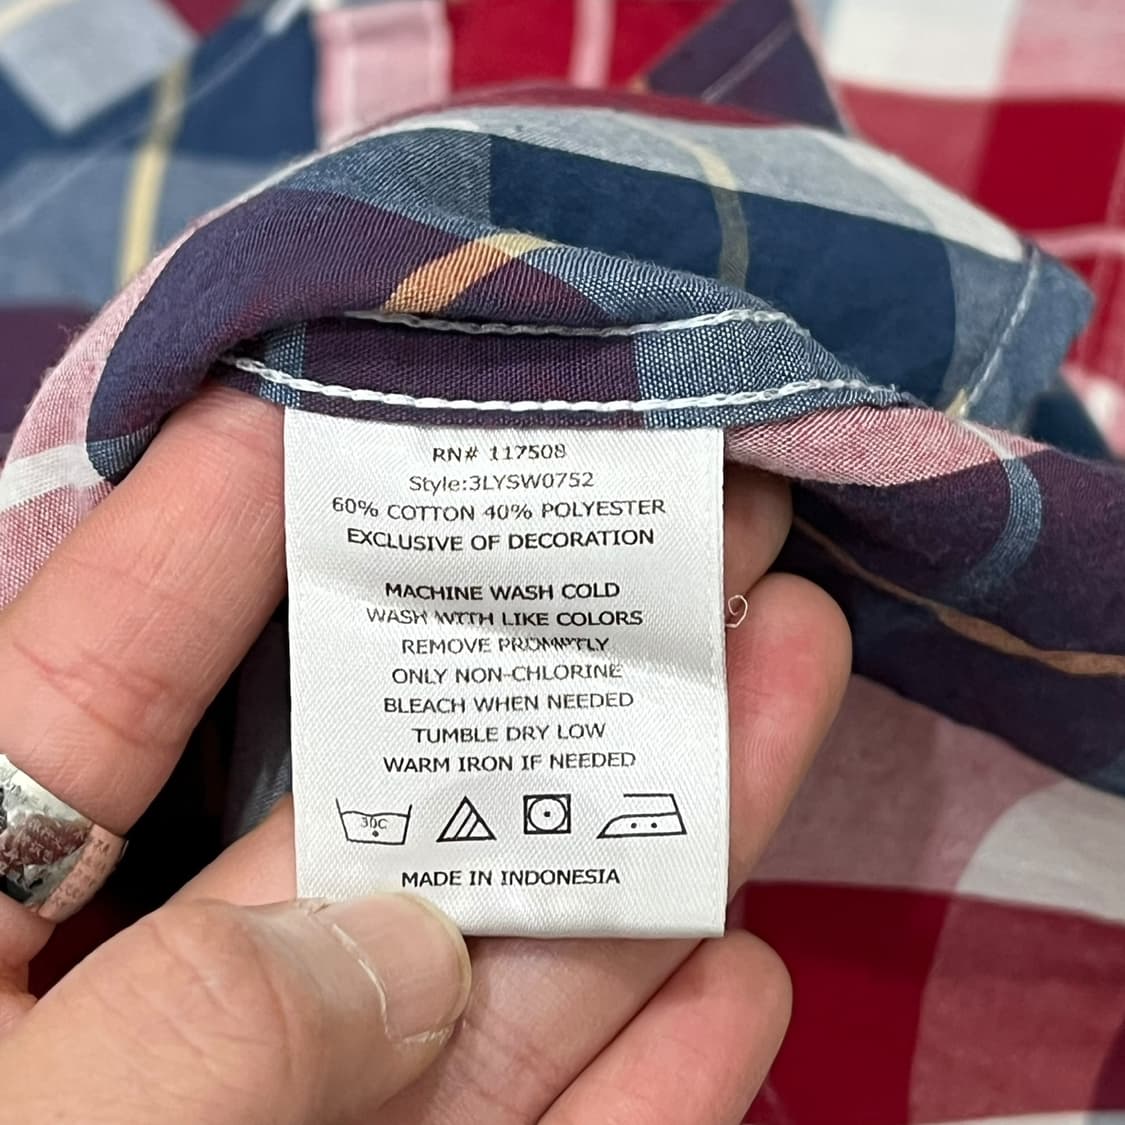 RN# 117508
Style:3LYSW0752
60% COTTON 40% POLYESTER
EXCLUSIVE OF DECORATION
MACHINE WASH COLD
WASH WITH LIKE COLORS
REMOVE PROMPTLY
ONLY NON-CHLORINE
BLEACH WHEN NEEDED
TUMBLE DRY LOW
WARM IRON IF NEEDED
30C
MADE IN INDONESIA